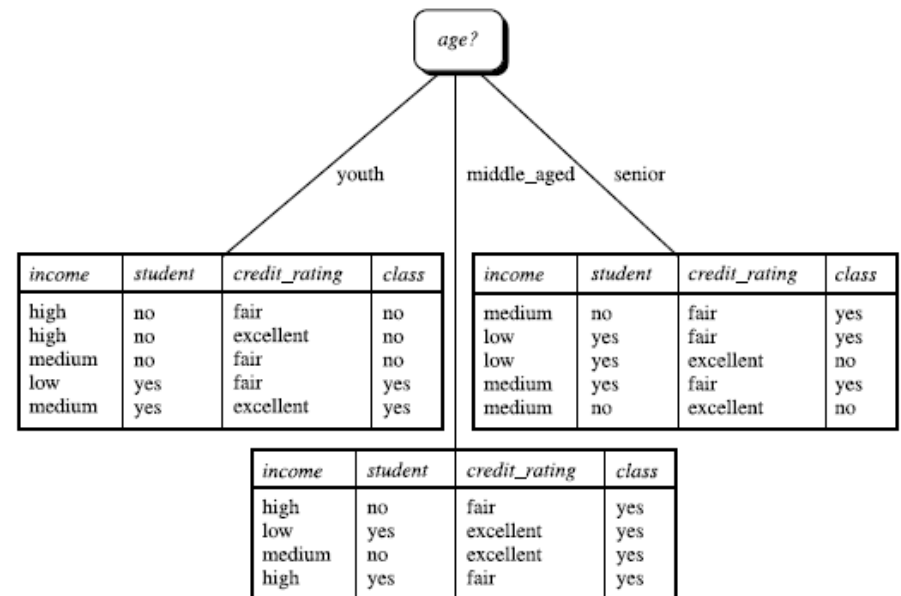 age?
youth
middle_aged
senior
income student credit_rating class
high no fair no
high no excellent no
medium no fair no
low yes fair yes
medium yes excellent yes
income student credit_rating class
medium no fair yes
low yes fair yes
low yes excellent no
medium yes fair yes
medium no excellent no
income student credit_rating class
high no fair yes
low yes excellent yes
medium no excellent yes
high yes fair yes